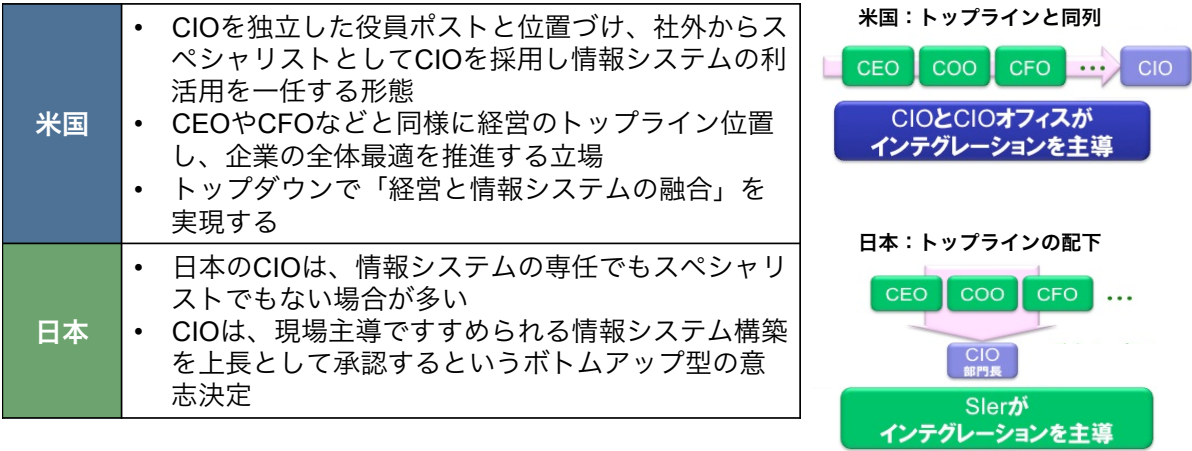 米国
• CIOを独立した役員ポストと位置づけ、社外からス
ペシャリストとしてCIOを採用し情報システムの利
活用を一任する形態
• CEOやCFOなどと同様に経営のトップライン位置
し、企業の全体最適を推進する立場
• トップダウンで「経営と情報システムの融合」を
実現する
日本
• 日本のCIOは、情報システムの専任でもスペシャリ
ストでもない場合が多い
• CIOは、現場主導ですすめられる情報システム構築
を上長として承認するというボトムアップ型の意
志決定
米国：トップラインと同列
CEO COO CFO … CIO
CIOとCIOオフィスが
インテグレーションを主導
日本：トップラインの配下
CEO COO CFO …
CIO
部門長
SIerが
インテグレーションを主導